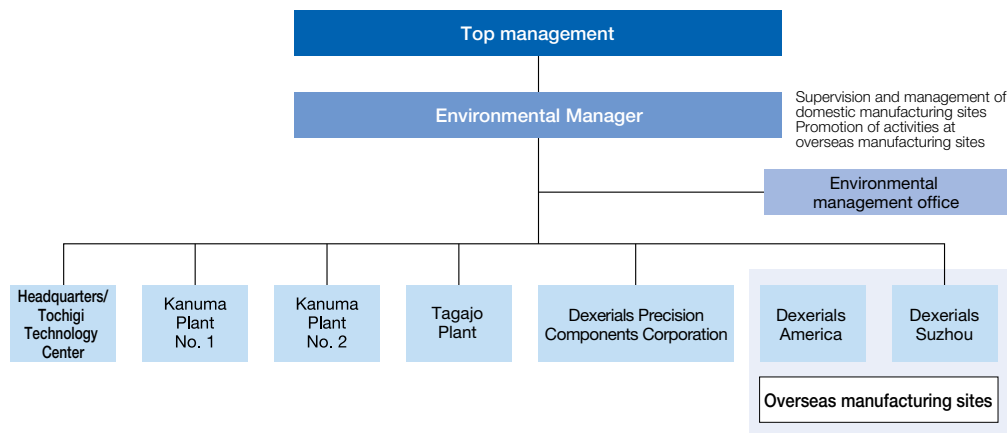 Top management
Environmental Manager
Supervision and management of
domestic manufacturing sites
Promotion of activities at
overseas manufacturing sites
Environmental
management office
Headquarters/
Tochigi
Technology
Center
Kanuma
Plant
No. 1
Kanuma
Plant
No. 2
Tagajo
Plant
Dexerials Precision
Components Corporation
Dexerials
America
Dexerials
Suzhou
Overseas manufacturing sites